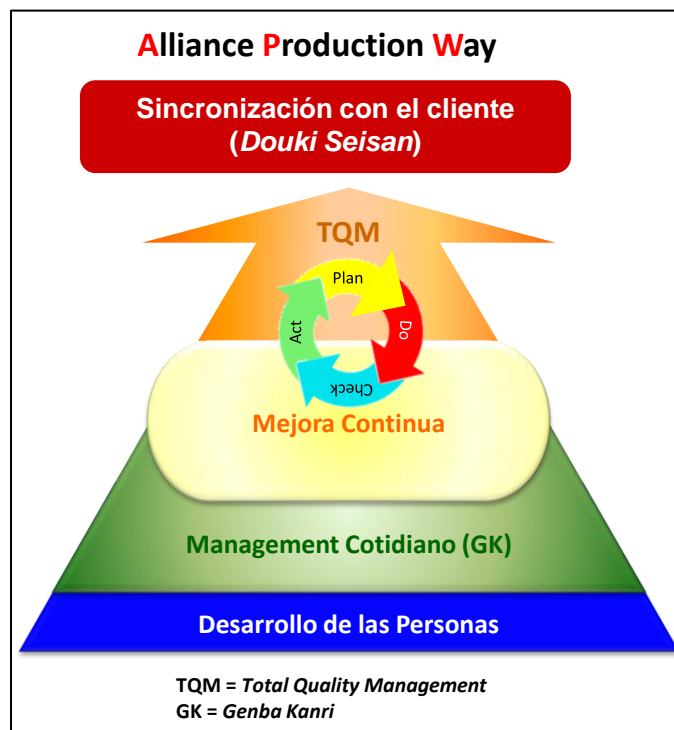 Alliance Production Way
Sincronización con el cliente
(Douki Seisan)
TQM
Plan
Do
Check
Act
Mejora Continua
Management Cotidiano (GK)
Desarrollo de las Personas
TQM = Total Quality Management
GK = Genba Kanri